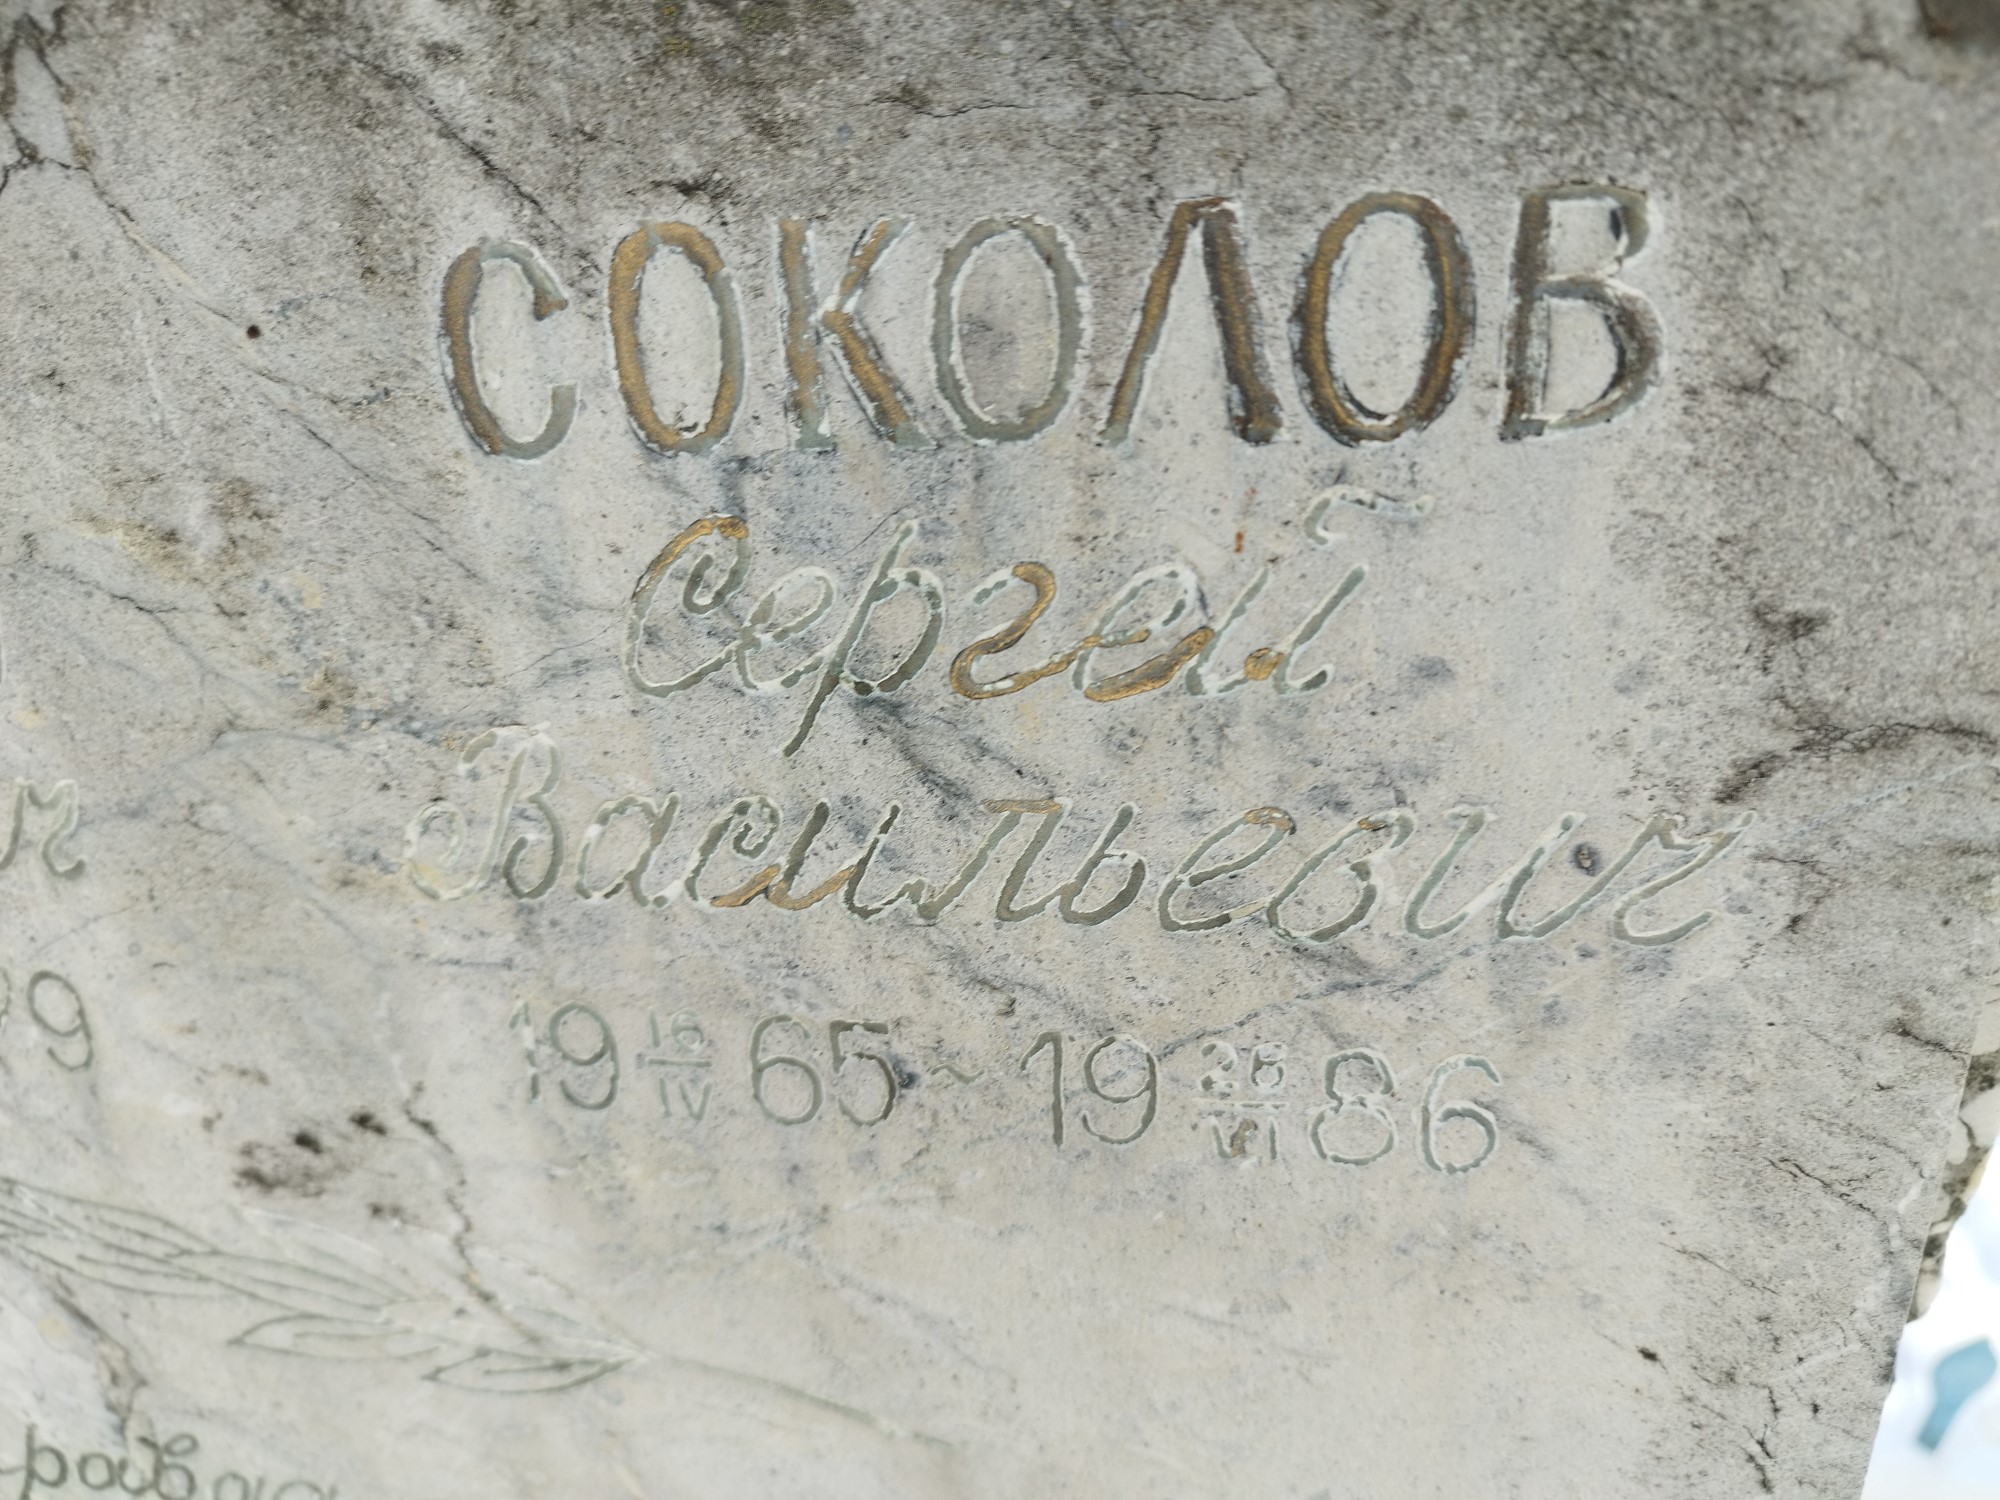 СОКОЛОВ
Сергей
Васильевич
19 16/IV 65 ~ 19 28/VI 86